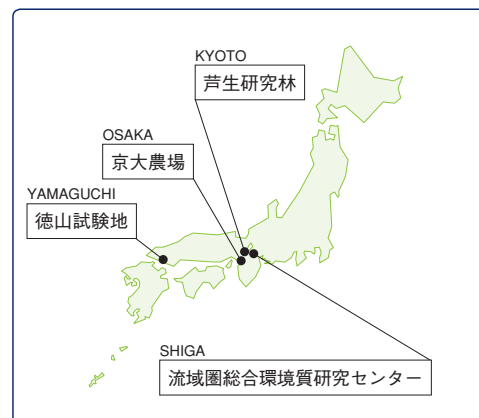 KYOTO
芦生研究林
OSAKA
京大農場
YAMAGUCHI
徳山試験地
SHIGA
流域圏総合環境質研究センター